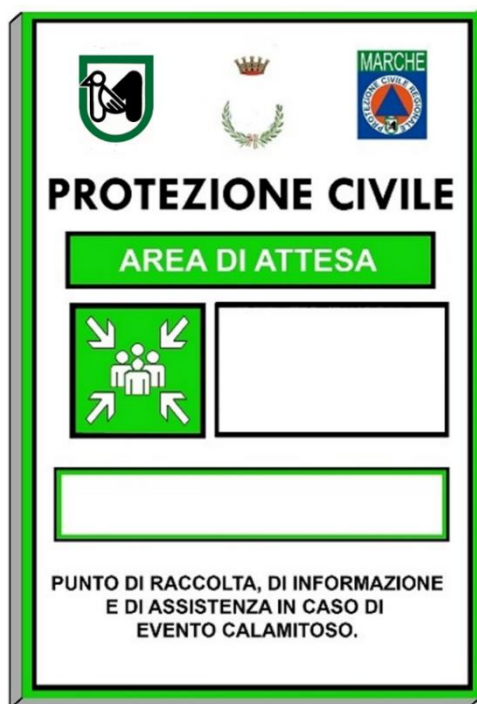 MARCHE
PROTEZIONE CIVILE REGIONALE
PROTEZIONE CIVILE
AREA DI ATTESA
PUNTO DI RACCOLTA, DI INFORMAZIONE
E DI ASSISTENZA IN CASO DI
EVENTO CALAMITOSO.